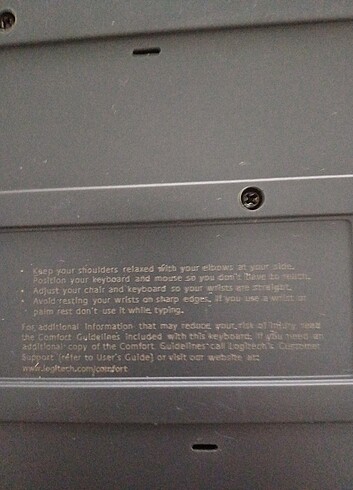 • Keep your shoulders relaxed with your elbows at your side.
Position your keyboard and mouse so you don't have to reach.
• Adjust your chair and keyboard so your wrists are straight.
• Avoid resting your wrists on sharp edges. If you use a wrist or
palm rest don't use it while typing.
For additional information that may reduce your risk of injury read
the Comfort Guidelines included with this keyboard. If you need an
additional copy of the Comfort Guidelines call Logitech's Customer
Support (refer to User's Guide) or visit our website at:
www.logitech.com/comfort